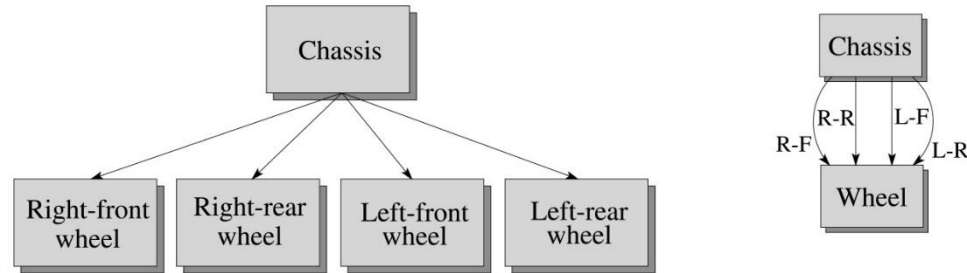 Chassis
Right-front
wheel
Right-rear
wheel
Left-front
wheel
Left-rear
wheel
Chassis
R-F
R-R
L-F
L-R
Wheel